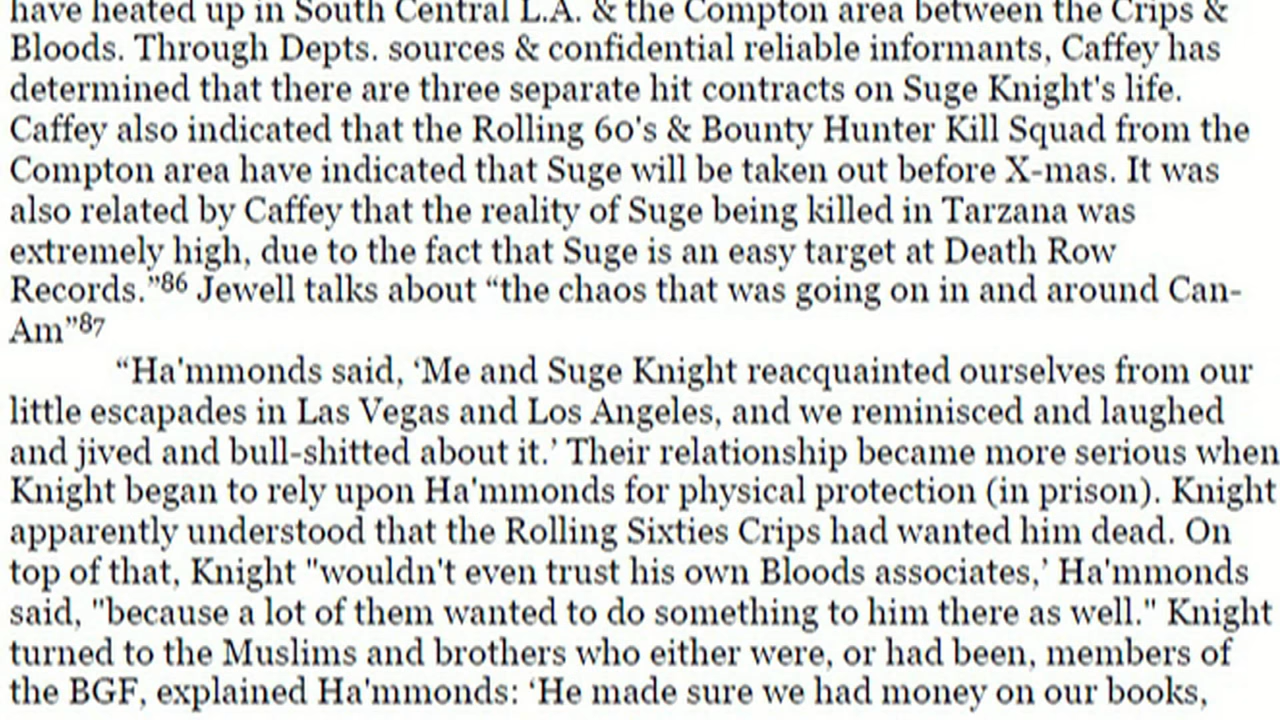 have heated up in South Central L.A. & the Compton area between the Crips &
Bloods. Through Depts. sources & confidential reliable informants, Caffey has
determined that there are three separate hit contracts on Suge Knight's life.
Caffey also indicated that the Rolling 60's & Bounty Hunter Kill Squad from the
Compton area have indicated that Suge will be taken out before X-mas. It was
also related by Caffey that the reality of Suge being killed in Tarzana was
extremely high, due to the fact that Suge is an easy target at Death Row
Records.”86 Jewell talks about “the chaos that was going on in and around Can-
Am”87
“Ha'mmonds said, ‘Me and Suge Knight reacquainted ourselves from our
little escapades in Las Vegas and Los Angeles, and we reminisced and laughed
and jived and bull-shitted about it.’ Their relationship became more serious when
Knight began to rely upon Ha'mmonds for physical protection (in prison). Knight
apparently understood that the Rolling Sixties Crips had wanted him dead. On
top of that, Knight "wouldn't even trust his own Bloods associates,’ Ha'mmonds
said, "because a lot of them wanted to do something to him there as well." Knight
turned to the Muslims and brothers who either were, or had been, members of
the BGF, explained Ha'mmonds: ‘He made sure we had money on our books,